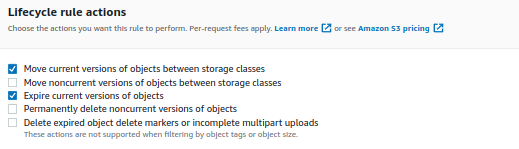 Lifecycle rule actions
Choose the actions you want this rule to perform. Per-request fees apply. Learn more or see Amazon S3 pricing
Move current versions of objects between storage classes
Move noncurrent versions of objects between storage classes
Expire current versions of objects
Permanently delete noncurrent versions of objects
Delete expired object delete markers or incomplete multipart uploads
These actions are not supported when filtering by object tags or object size.